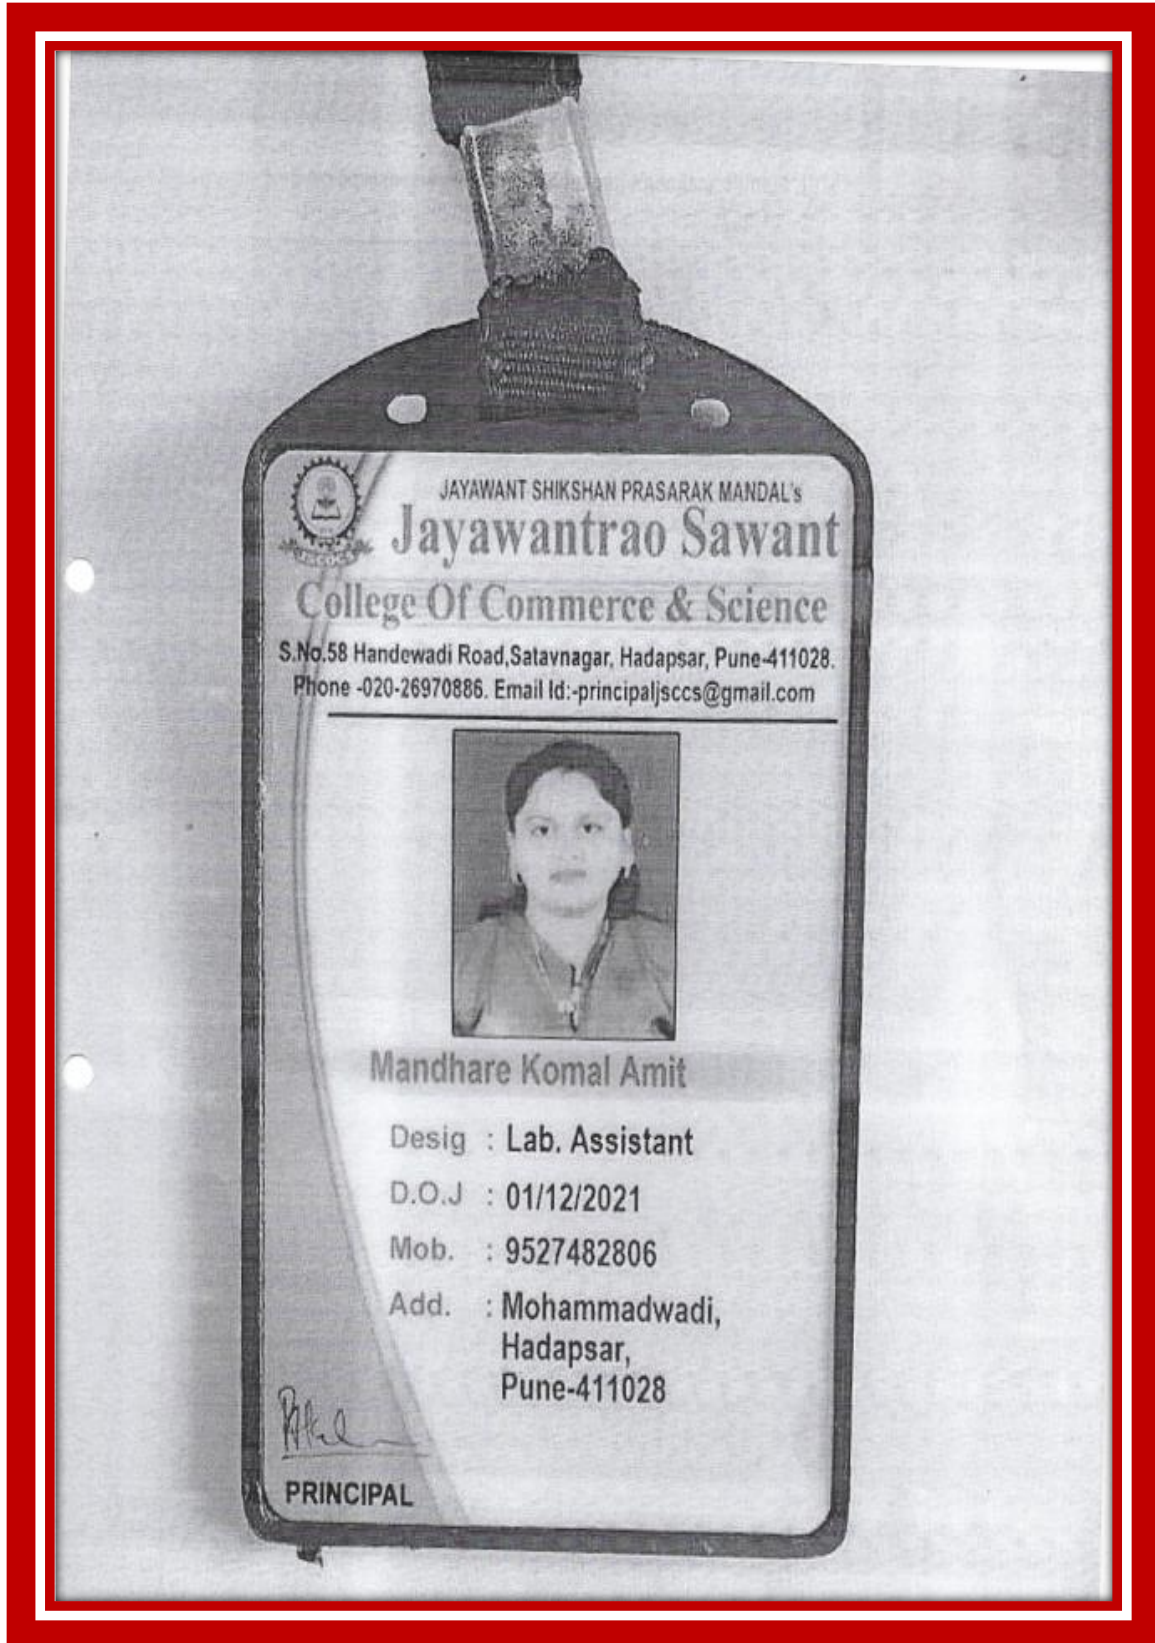 JAYAWANT SHIKSHAN PRASARAK MANDAL's
Jayawantrao Sawant
College Of Commerce & Science
S.No.58 Handewadi Road,Satavnagar, Hadapsar, Pune-411028.
Phone -020-26970886. Email Id:-principaljsccs@gmail.com
Mandhare Komal Amit
Desig : Lab. Assistant
D.O.J : 01/12/2021
Mob. : 9527482806
Add. : Mohammadwadi,
Hadapsar,
Pune-411028
PRINCIPAL